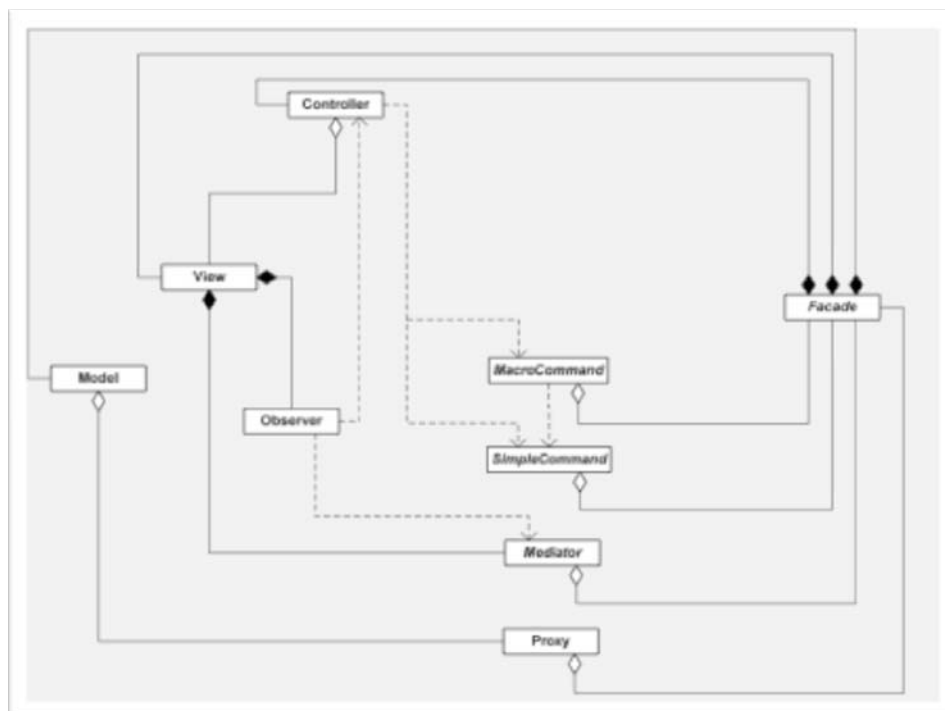 Controller
View
Facade
MacroCommand
Model
Observer
SimpleCommand
Mediator
Proxy